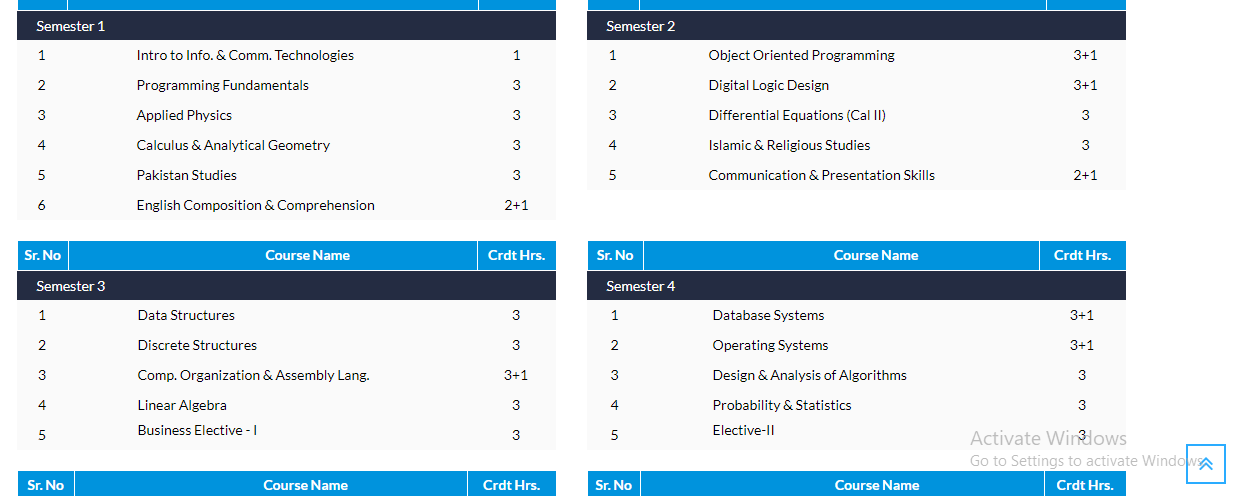 Semester 1
1 Intro to Info. & Comm. Technologies 1
2 Programming Fundamentals 3
3 Applied Physics 3
4 Calculus & Analytical Geometry 3
5 Pakistan Studies 3
6 English Composition & Comprehension 2+1
Semester 2
1 Object Oriented Programming 3+1
2 Digital Logic Design 3+1
3 Differential Equations (Cal II) 3
4 Islamic & Religious Studies 3
5 Communication & Presentation Skills 2+1
Sr. No Course Name Crdt Hrs.
Semester 3
1 Data Structures 3
2 Discrete Structures 3
3 Comp. Organization & Assembly Lang. 3+1
4 Linear Algebra 3
5 Business Elective - I 3
Sr. No Course Name Crdt Hrs.
Semester 4
1 Database Systems 3+1
2 Operating Systems 3+1
3 Design & Analysis of Algorithms 3
4 Probability & Statistics 3
5 Elective-II 3
Activate Windows
Go to Settings to activate Windows.
Sr. No Course Name Crdt Hrs.
Sr. No Course Name Crdt Hrs.